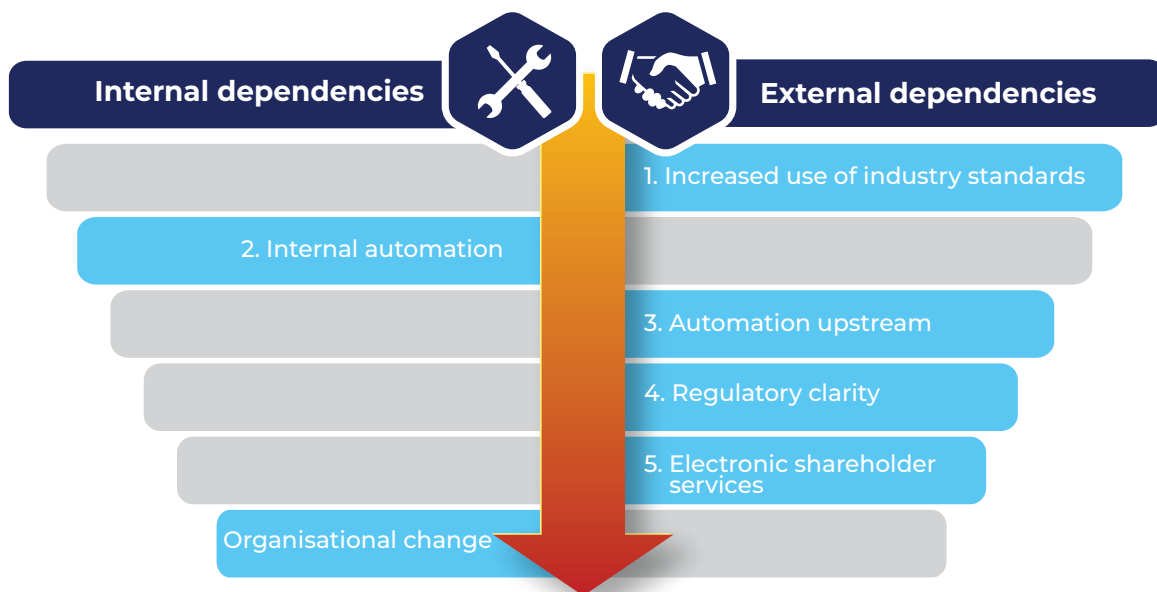 Internal dependencies
External dependencies
1. Increased use of industry standards
2. Internal automation
3. Automation upstream
4. Regulatory clarity
5. Electronic shareholder
services
Organisational change